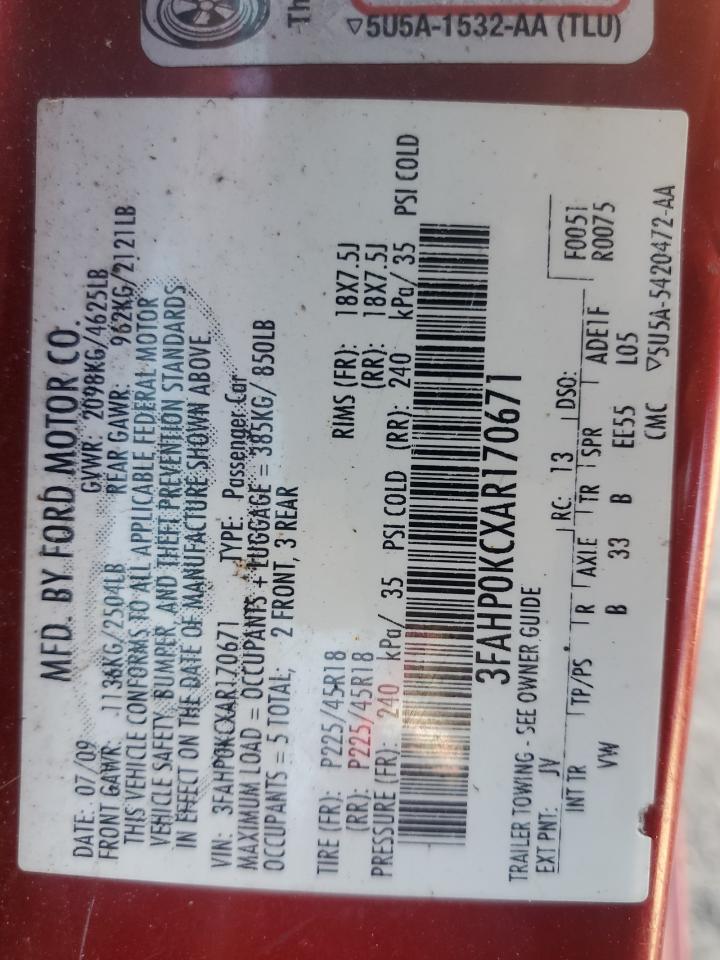 Th
▽5U5A-1532-AA (TLU)
MFD. BY FORD MOTOR CO.
DATE: 07/09 GVWR: 2098KG/4625LB
FRONT GAWR: 1136KG/2504LB REAR GAWR: 962KG/2121LB
THIS VEHICLE CONFORMS TO ALL APPLICABLE FEDERAL MOTOR
VEHICLE SAFETY, BUMPER, AND THEFT PREVENTION STANDARDS
IN EFFECT ON THE DATE OF MANUFACTURE SHOWN ABOVE.
VIN: 3FAHP0KCXAR170671 TYPE: Passenger Car
MAXIMUM LOAD = OCCUPANTS + LUGGAGE = 385KG/ 850LB
OCCUPANTS = 5 TOTAL, 2 FRONT, 3 REAR
TIRE (FR): P225/45R18 RIMS (FR): 18X7.5J
(RR): P225/45R18 (RR): 18X7.5J
PRESSURE (FR): 240 kPa/ 35 PSI COLD (RR): 240 kPa/ 35 PSI COLD
3FAHP0KCXAR170671
TRAILER TOWING - SEE OWNER GUIDE
EXT PNT: JV RC: 13 DSO: F0051
R0075
INT TR TP/PS R AXLE TR SPR ADE1F
VW B 33 B EE55 L05
CMC ▽5U5A-5420472-AA